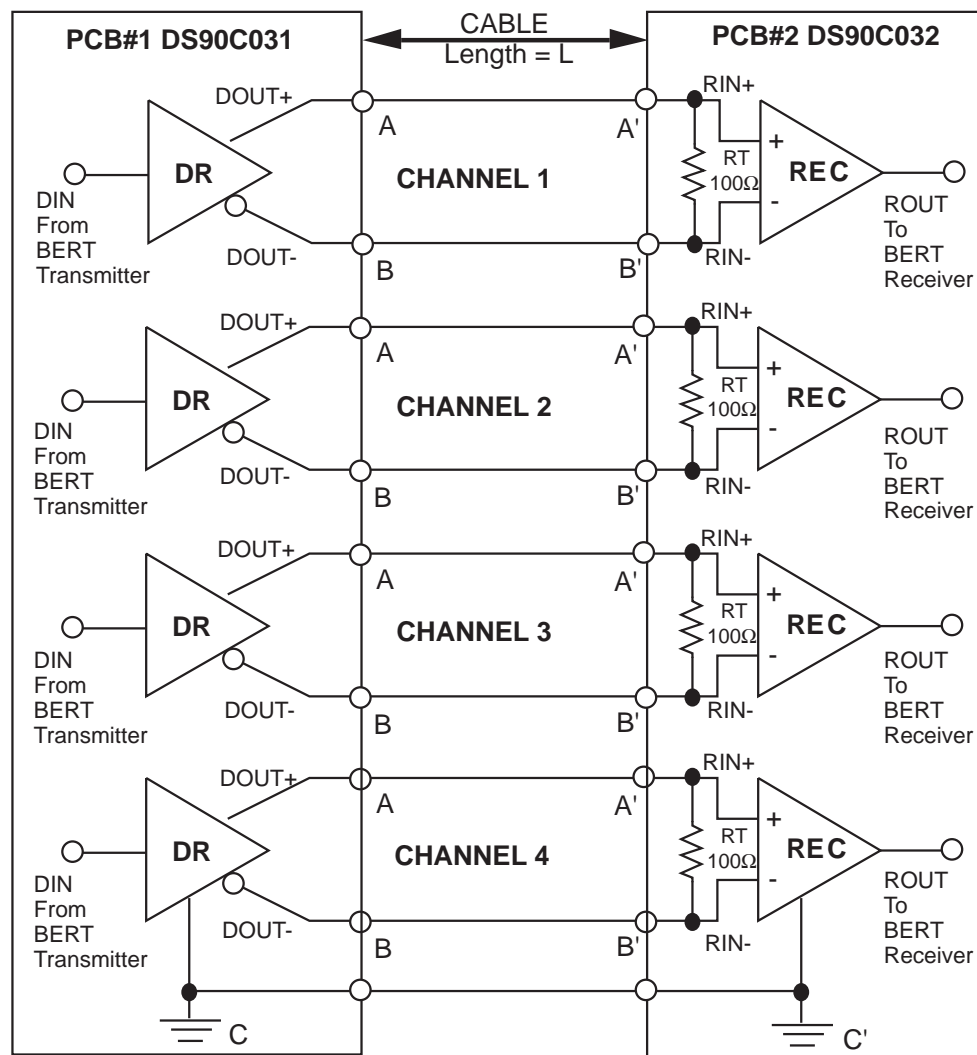 PCB#1 DS90C031
CABLE
Length = L
PCB#2 DS90C032
DOUT+
A
A'
RIN+
DR
CHANNEL 1
RT
100Ω
+
-
REC
DIN
From
BERT
Transmitter
DOUT-
B
B'
RIN-
ROUT
To
BERT
Receiver
DOUT+
A
A'
RIN+
DR
CHANNEL 2
RT
100Ω
+
-
REC
DIN
From
BERT
Transmitter
DOUT-
B
B'
RIN-
ROUT
To
BERT
Receiver
DOUT+
A
A'
RIN+
DR
CHANNEL 3
RT
100Ω
+
-
REC
DIN
From
BERT
Transmitter
DOUT-
B
B'
RIN-
ROUT
To
BERT
Receiver
DOUT+
A
A'
RIN+
DR
CHANNEL 4
RT
100Ω
+
-
REC
DIN
From
BERT
Transmitter
DOUT-
B
B'
RIN-
ROUT
To
BERT
Receiver
C
C'